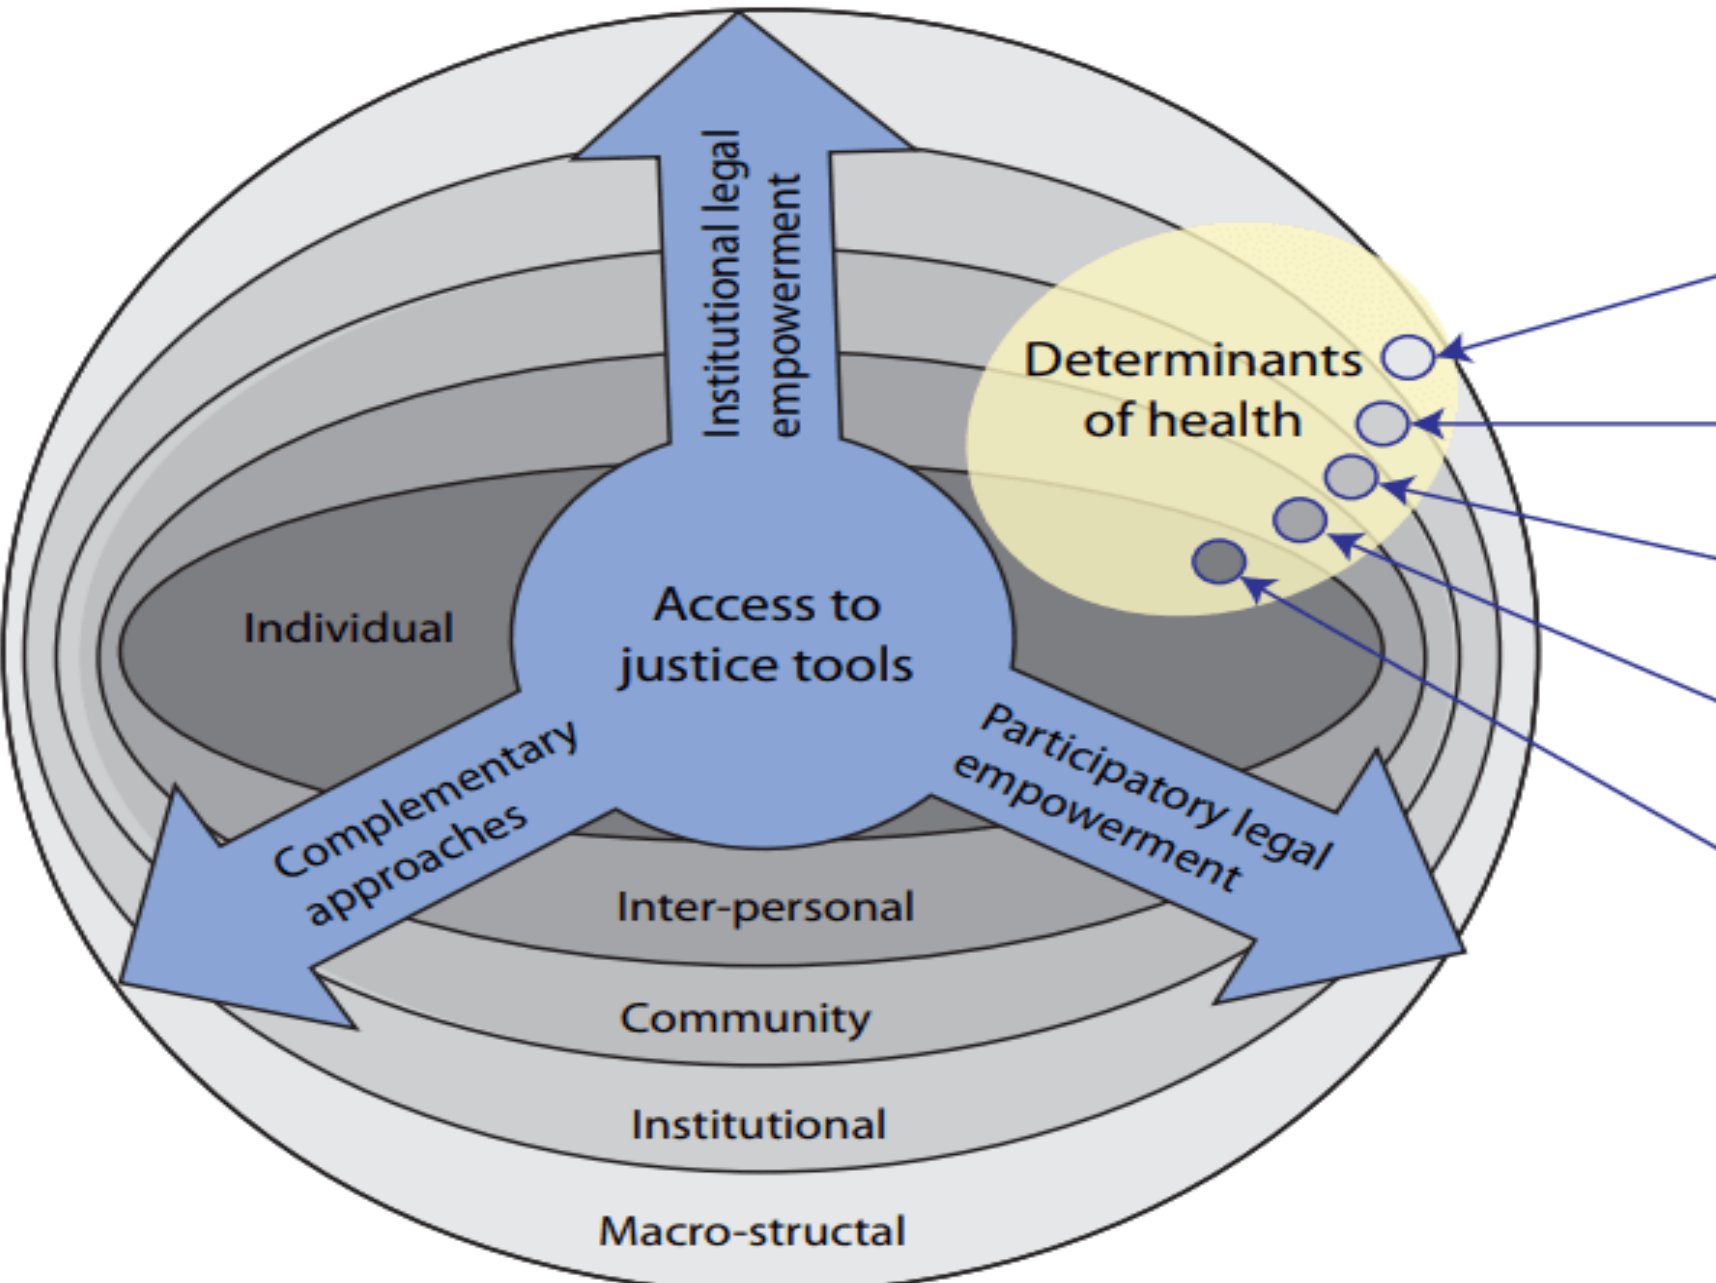 Institutional legal
empowerment
Determinants
of health
Individual
Access to
justice tools
Complementary
approaches
Participatory legal
empowerment
Inter-personal
Community
Institutional
Macro-structal